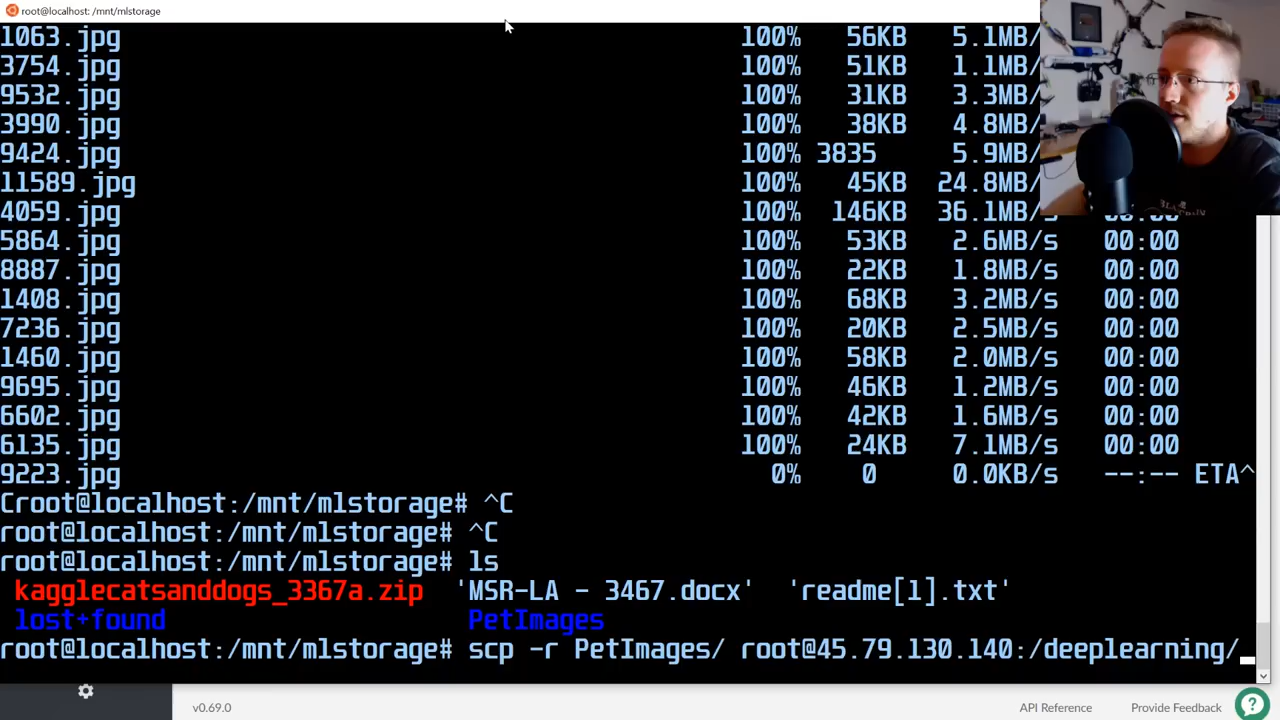 root@localhost: /mnt/mlstorage
1063.jpg 100% 56KB 5.1MB/
3754.jpg 100% 51KB 1.1MB/
9532.jpg 100% 31KB 3.3MB/
3990.jpg 100% 38KB 4.8MB/
9424.jpg 100% 3835 5.9MB/
11589.jpg 100% 45KB 24.8MB/
4059.jpg 100% 146KB 36.1MB/s 00:00
5864.jpg 100% 53KB 2.6MB/s 00:00
8887.jpg 100% 22KB 1.8MB/s 00:00
1408.jpg 100% 68KB 3.2MB/s 00:00
7236.jpg 100% 20KB 2.5MB/s 00:00
1460.jpg 100% 58KB 2.0MB/s 00:00
9695.jpg 100% 46KB 1.2MB/s 00:00
6602.jpg 100% 42KB 1.6MB/s 00:00
6135.jpg 100% 24KB 7.1MB/s 00:00
9223.jpg 0% 0 0.0KB/s --:-- ETA^
Croot@localhost:/mnt/mlstorage# ^C
root@localhost:/mnt/mlstorage# ^C
root@localhost:/mnt/mlstorage# ls
kagglecatsanddogs_3367a.zip 'MSR-LA - 3467.docx' 'readme[1].txt'
lost+found PetImages
root@localhost:/mnt/mlstorage# scp -r PetImages/ root@45.79.130.140:/deeplearning/
v0.69.0 API Reference Provide Feedback